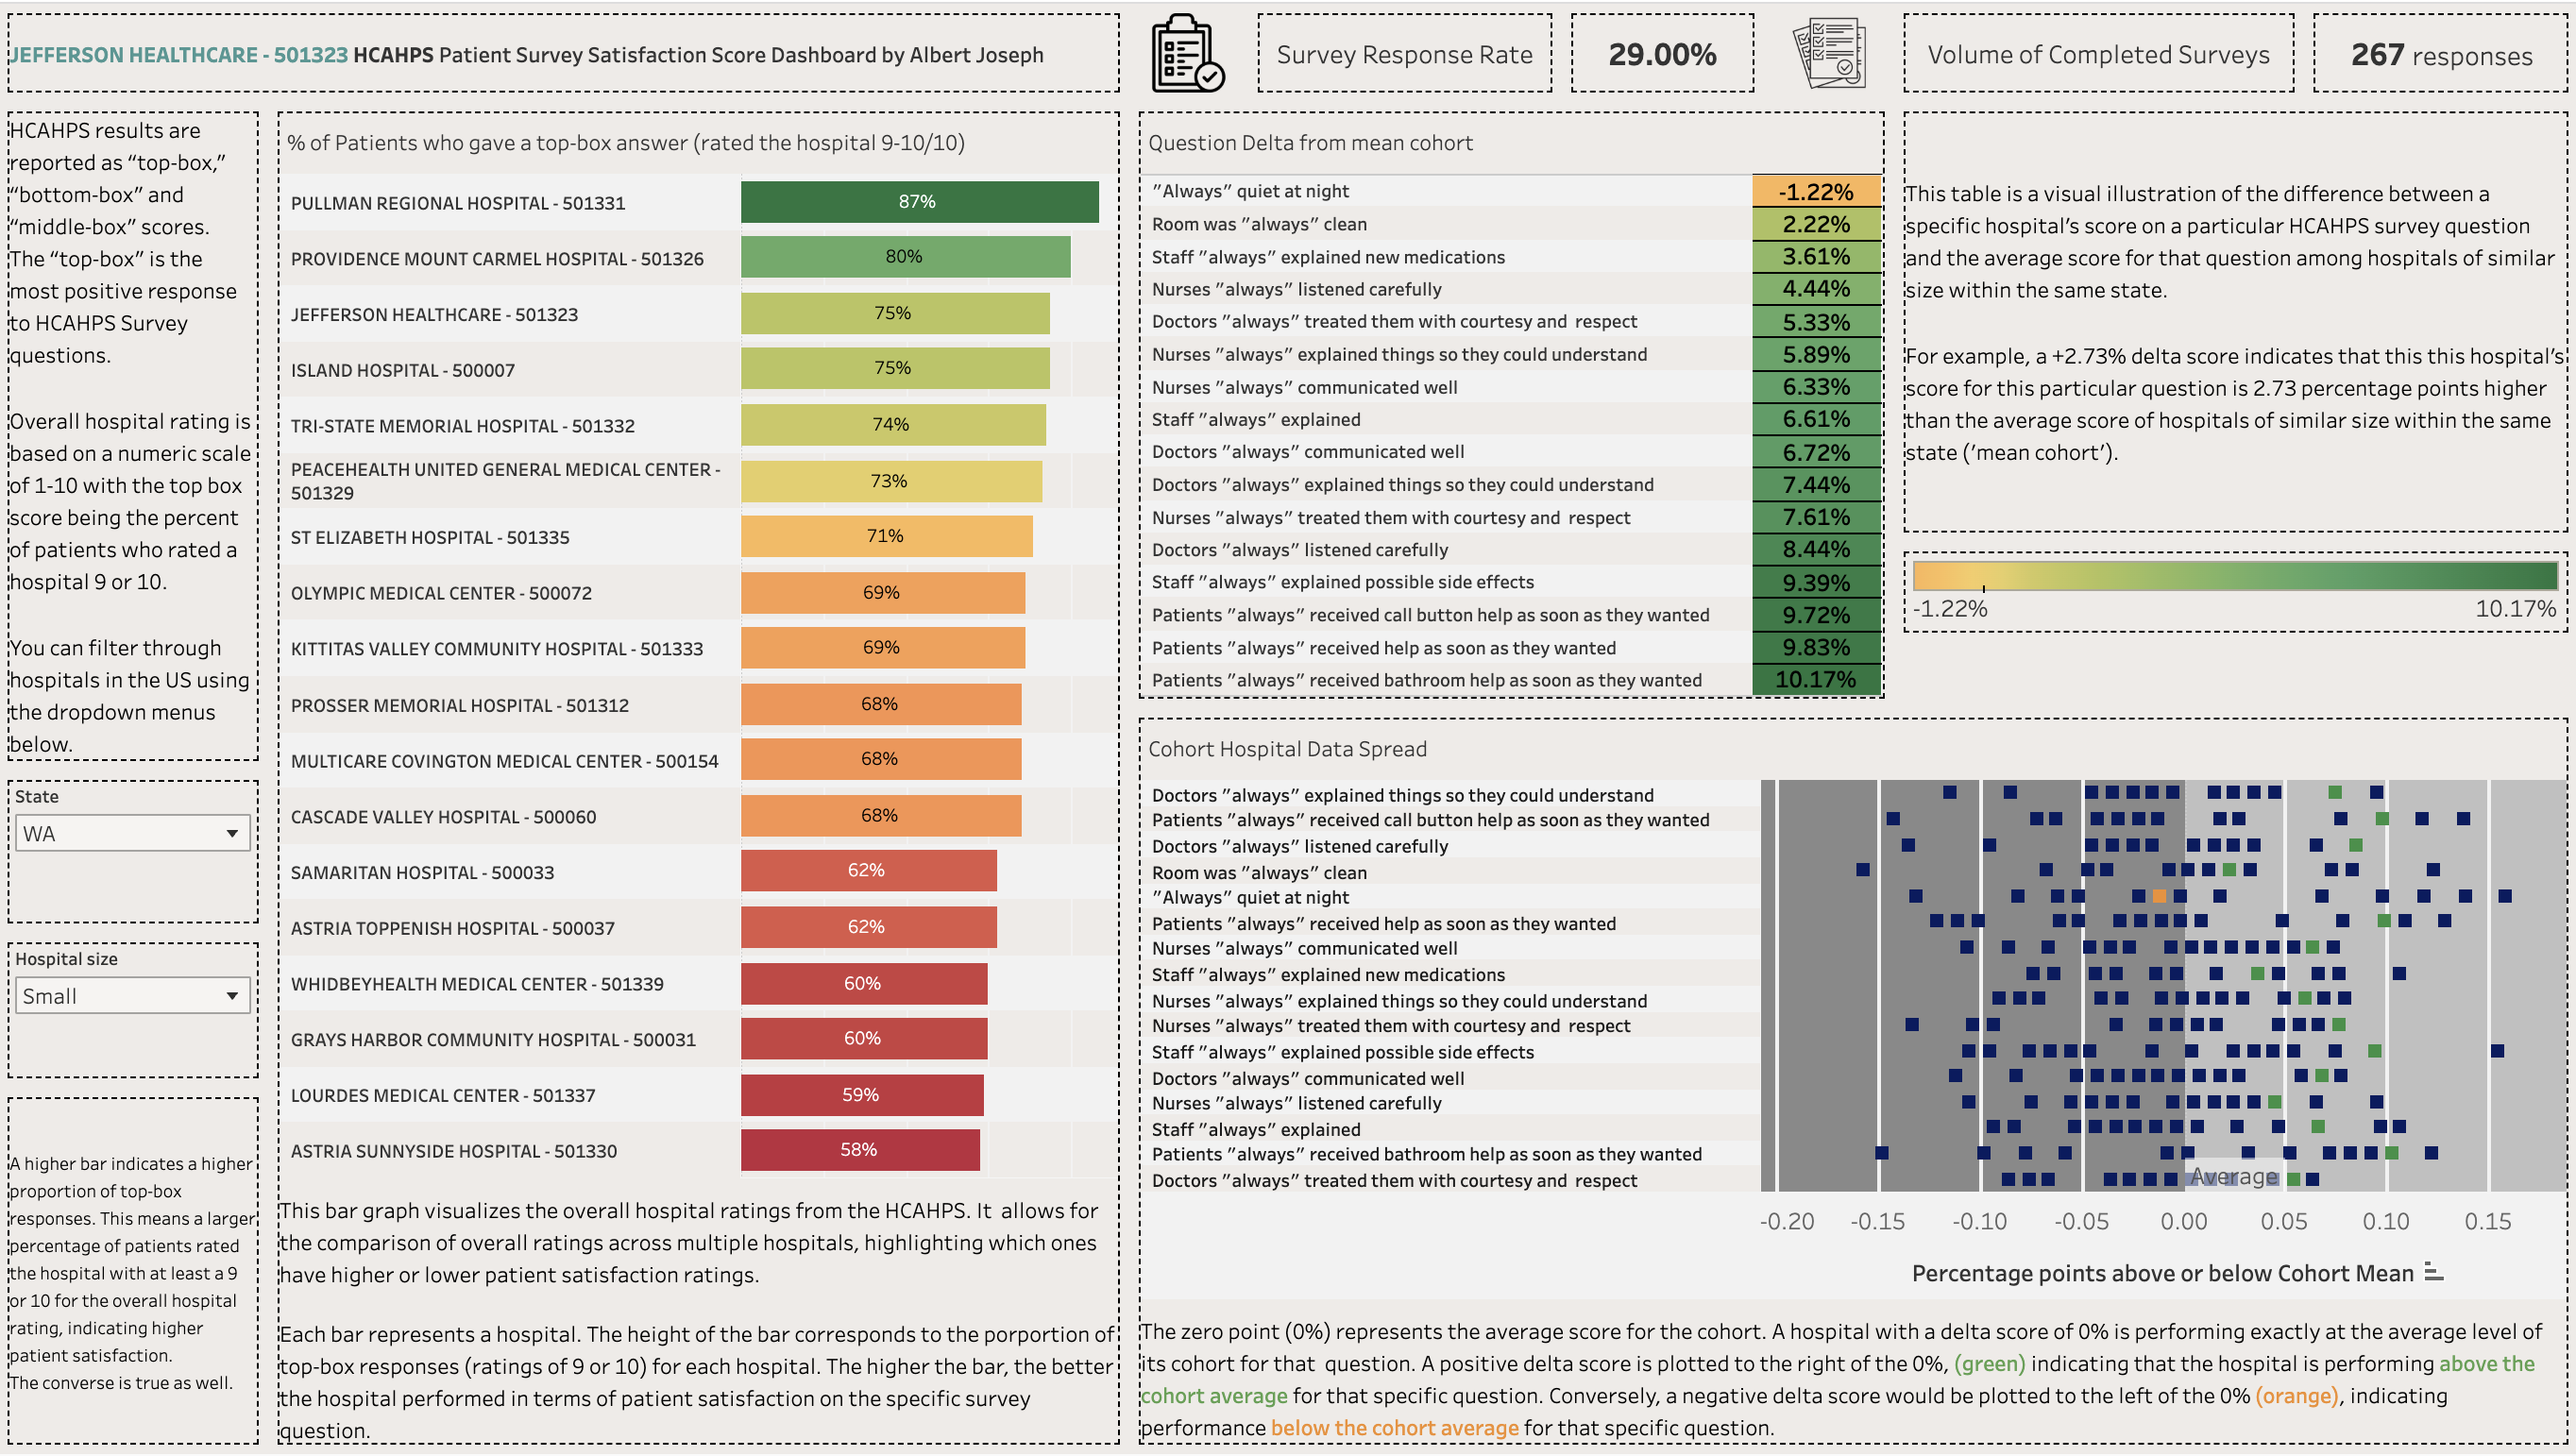 JEFFERSON HEALTHCARE - 501323 HCAHPS Patient Survey Satisfaction Score Dashboard by Albert Joseph
Survey Response Rate
29.00%
Volume of Completed Surveys
267 responses
HCAHPS results are
reported as “top-box,”
“bottom-box” and
“middle-box” scores.
The “top-box” is the
most positive response
to HCAHPS Survey
questions.
Overall hospital rating is
based on a numeric scale
of 1-10 with the top box
score being the percent
of patients who rated a
hospital 9 or 10.
You can filter through
hospitals in the US using
the dropdown menus
below.
State
WA
Hospital size
Small
A higher bar indicates a higher
proportion of top-box
responses. This means a larger
percentage of patients rated
the hospital with at least a 9
or 10 for the overall hospital
rating, indicating higher
patient satisfaction.
The converse is true as well.
% of Patients who gave a top-box answer (rated the hospital 9-10/10)
PULLMAN REGIONAL HOSPITAL - 501331 87%
PROVIDENCE MOUNT CARMEL HOSPITAL - 501326 80%
JEFFERSON HEALTHCARE - 501323 75%
ISLAND HOSPITAL - 500007 75%
TRI-STATE MEMORIAL HOSPITAL - 501332 74%
PEACEHEALTH UNITED GENERAL MEDICAL CENTER -
501329 73%
ST ELIZABETH HOSPITAL - 501335 71%
OLYMPIC MEDICAL CENTER - 500072 69%
KITTITAS VALLEY COMMUNITY HOSPITAL - 501333 69%
PROSSER MEMORIAL HOSPITAL - 501312 68%
MULTICARE COVINGTON MEDICAL CENTER - 500154 68%
CASCADE VALLEY HOSPITAL - 500060 68%
SAMARITAN HOSPITAL - 500033 62%
ASTRIA TOPPENISH HOSPITAL - 500037 62%
WHIDBEYHEALTH MEDICAL CENTER - 501339 60%
GRAYS HARBOR COMMUNITY HOSPITAL - 500031 60%
LOURDES MEDICAL CENTER - 501337 59%
ASTRIA SUNNYSIDE HOSPITAL - 501330 58%
This bar graph visualizes the overall hospital ratings from the HCAHPS. It allows for
the comparison of overall ratings across multiple hospitals, highlighting which ones
have higher or lower patient satisfaction ratings.
Each bar represents a hospital. The height of the bar corresponds to the porportion of
top-box responses (ratings of 9 or 10) for each hospital. The higher the bar, the better
the hospital performed in terms of patient satisfaction on the specific survey
question.
Question Delta from mean cohort
"Always" quiet at night -1.22%
Room was "always" clean 2.22%
Staff "always" explained new medications 3.61%
Nurses "always" listened carefully 4.44%
Doctors "always" treated them with courtesy and respect 5.33%
Nurses "always" explained things so they could understand 5.89%
Nurses "always" communicated well 6.33%
Staff "always" explained 6.61%
Doctors "always" communicated well 6.72%
Doctors "always" explained things so they could understand 7.44%
Nurses "always" treated them with courtesy and respect 7.61%
Doctors "always" listened carefully 8.44%
Staff "always" explained possible side effects 9.39%
Patients "always" received call button help as soon as they wanted 9.72%
Patients "always" received help as soon as they wanted 9.83%
Patients "always" received bathroom help as soon as they wanted 10.17%
This table is a visual illustration of the difference between a
specific hospital’s score on a particular HCAHPS survey question
and the average score for that question among hospitals of similar
size within the same state.
For example, a +2.73% delta score indicates that this this hospital’s
score for this particular question is 2.73 percentage points higher
than the average score of hospitals of similar size within the same
state (‘mean cohort’).
-1.22% 10.17%
Cohort Hospital Data Spread
Doctors "always" explained things so they could understand
Patients "always" received call button help as soon as they wanted
Doctors "always" listened carefully
Room was "always" clean
"Always" quiet at night
Patients "always" received help as soon as they wanted
Nurses "always" communicated well
Staff "always" explained new medications
Nurses "always" explained things so they could understand
Nurses "always" treated them with courtesy and respect
Staff "always" explained possible side effects
Doctors "always" communicated well
Nurses "always" listened carefully
Staff "always" explained
Patients "always" received bathroom help as soon as they wanted
Doctors "always" treated them with courtesy and respect
Average
-0.20 -0.15 -0.10 -0.05 0.00 0.05 0.10 0.15
Percentage points above or below Cohort Mean
The zero point (0%) represents the average score for the cohort. A hospital with a delta score of 0% is performing exactly at the average level of
its cohort for that question. A positive delta score is plotted to the right of the 0%, (green) indicating that the hospital is performing above the
cohort average for that specific question. Conversely, a negative delta score would be plotted to the left of the 0% (orange), indicating
performance below the cohort average for that specific question.